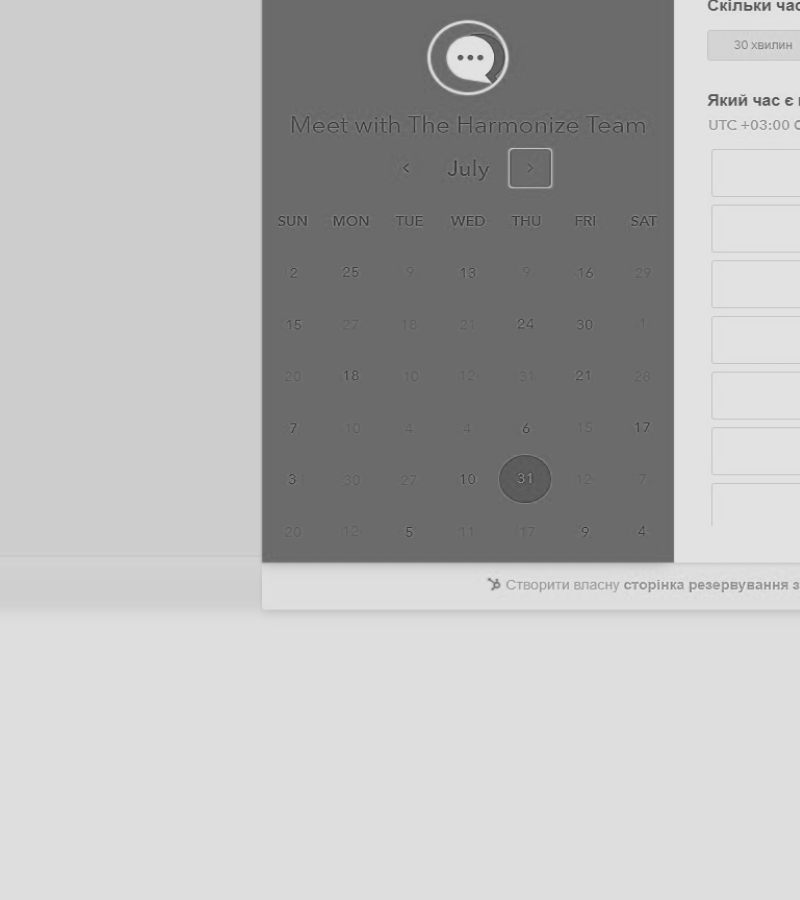 Скільки
30 хвилин
Meet with The Harmonize Team
Який час є
UTC +03:00
‹ July ›
SUN MON TUE WED THU FRI SAT
2 25 9 13 9 16 29
15 27 18 21 24 30 1
20 18 10 12 31 21 28
7 10 4 4 6 15 17
3 30 27 10 31 12 7
20 12 5 11 17 9 4
Створити власну сторінка резервування